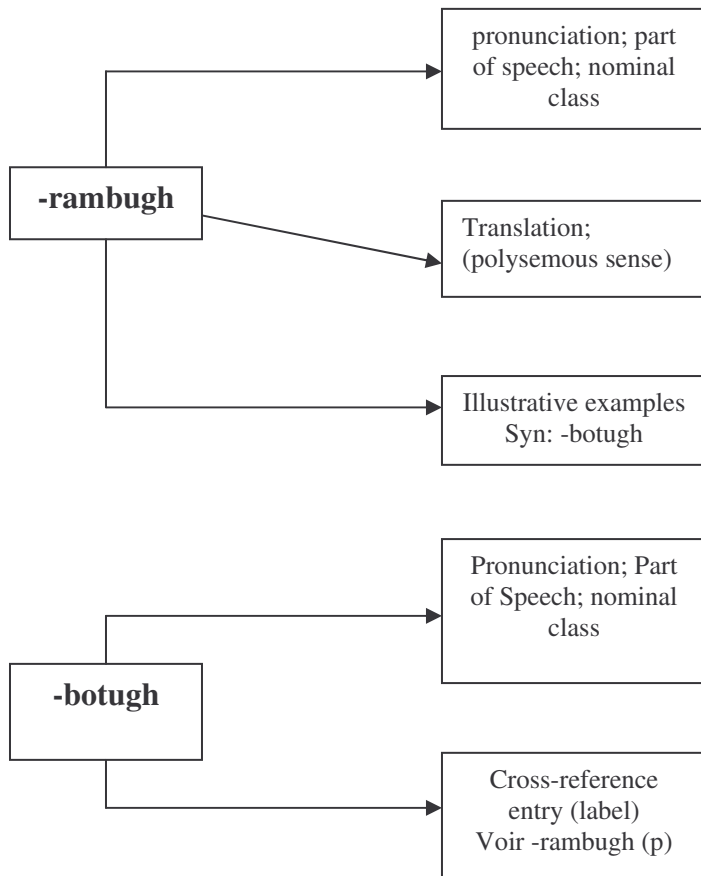 pronunciation; part
of speech; nominal
class
-rambugh
Translation;
(polysemous sense)
Illustrative examples
Syn: -botugh
Pronunciation; Part
of Speech; nominal
class
-botugh
Cross-reference
entry (label)
Voir -rambugh (p)